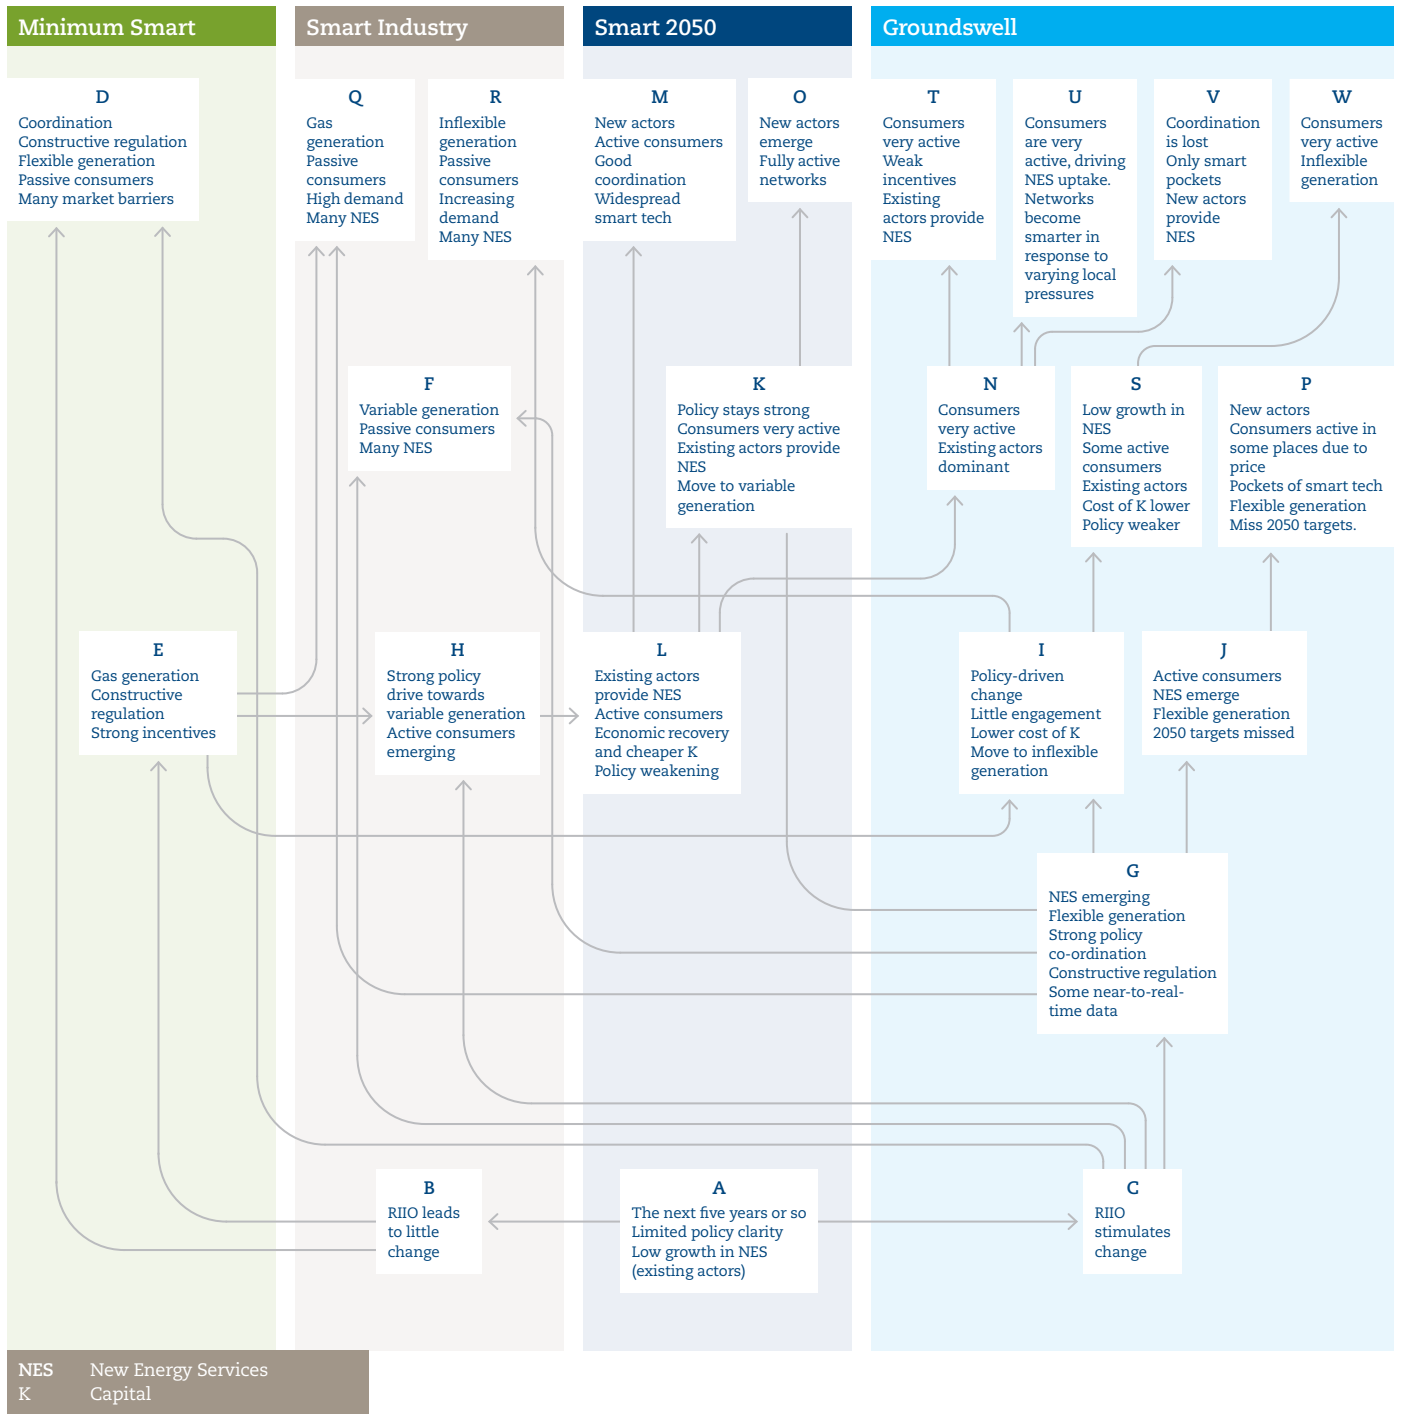 Minimum Smart
Smart Industry
Smart 2050
Groundswell
D
Coordination
Constructive regulation
Flexible generation
Passive consumers
Many market barriers
Q
Gas
generation
Passive
consumers
High demand
Many NES
R
Inflexible
generation
Passive
consumers
Increasing
demand
Many NES
M
New actors
Active consumers
Good
coordination
Widespread
smart tech
O
New actors
emerge
Fully active
networks
T
Consumers
very active
Weak
incentives
Existing
actors provide
NES
U
Consumers
are very
active, driving
NES uptake.
Networks
become
smarter in
response to
varying local
pressures
V
Coordination
is lost
Only smart
pockets
New actors
provide
NES
W
Consumers
very active
Inflexible
generation
F
Variable generation
Passive consumers
Many NES
K
Policy stays strong
Consumers very active
Existing actors provide
NES
Move to variable
generation
N
Consumers
very active
Existing actors
dominant
S
Low growth in
NES
Some active
consumers
Existing actors
Cost of K lower
Policy weaker
P
New actors
Consumers active in
some places due to
price
Pockets of smart tech
Flexible generation
Miss 2050 targets.
E
Gas generation
Constructive
regulation
Strong incentives
H
Strong policy
drive towards
variable generation
Active consumers
emerging
L
Existing actors
provide NES
Active consumers
Economic recovery
and cheaper K
Policy weakening
I
Policy-driven
change
Little engagement
Lower cost of K
Move to inflexible
generation
J
Active consumers
NES emerge
Flexible generation
2050 targets missed
G
NES emerging
Flexible generation
Strong policy
co-ordination
Constructive regulation
Some near-to-real-
time data
B
RIIO leads
to little
change
A
The next five years or so
Limited policy clarity
Low growth in NES
(existing actors)
C
RIIO
stimulates
change
NES New Energy Services
K Capital